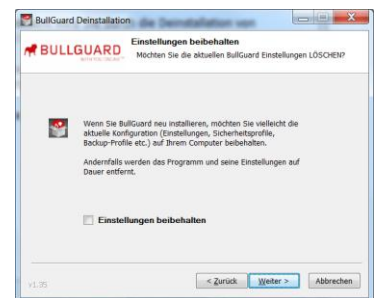 BullGuard Deinstallation
BULLGUARD
Einstellungen beibehalten
Möchten Sie die aktuellen BullGuard Einstellungen LÖSCHEN?
Wenn Sie BullGuard neu installieren, möchten Sie vielleicht die
aktuelle Konfiguration (Einstellungen, Sicherheitsprofile,
Backup-Profile etc.) auf Ihrem Computer beibehalten.
Andernfalls werden das Programm und seine Einstellungen auf
Dauer entfernt.
Einstellungen beibehalten
< Zurück
Weiter >
Abbrechen